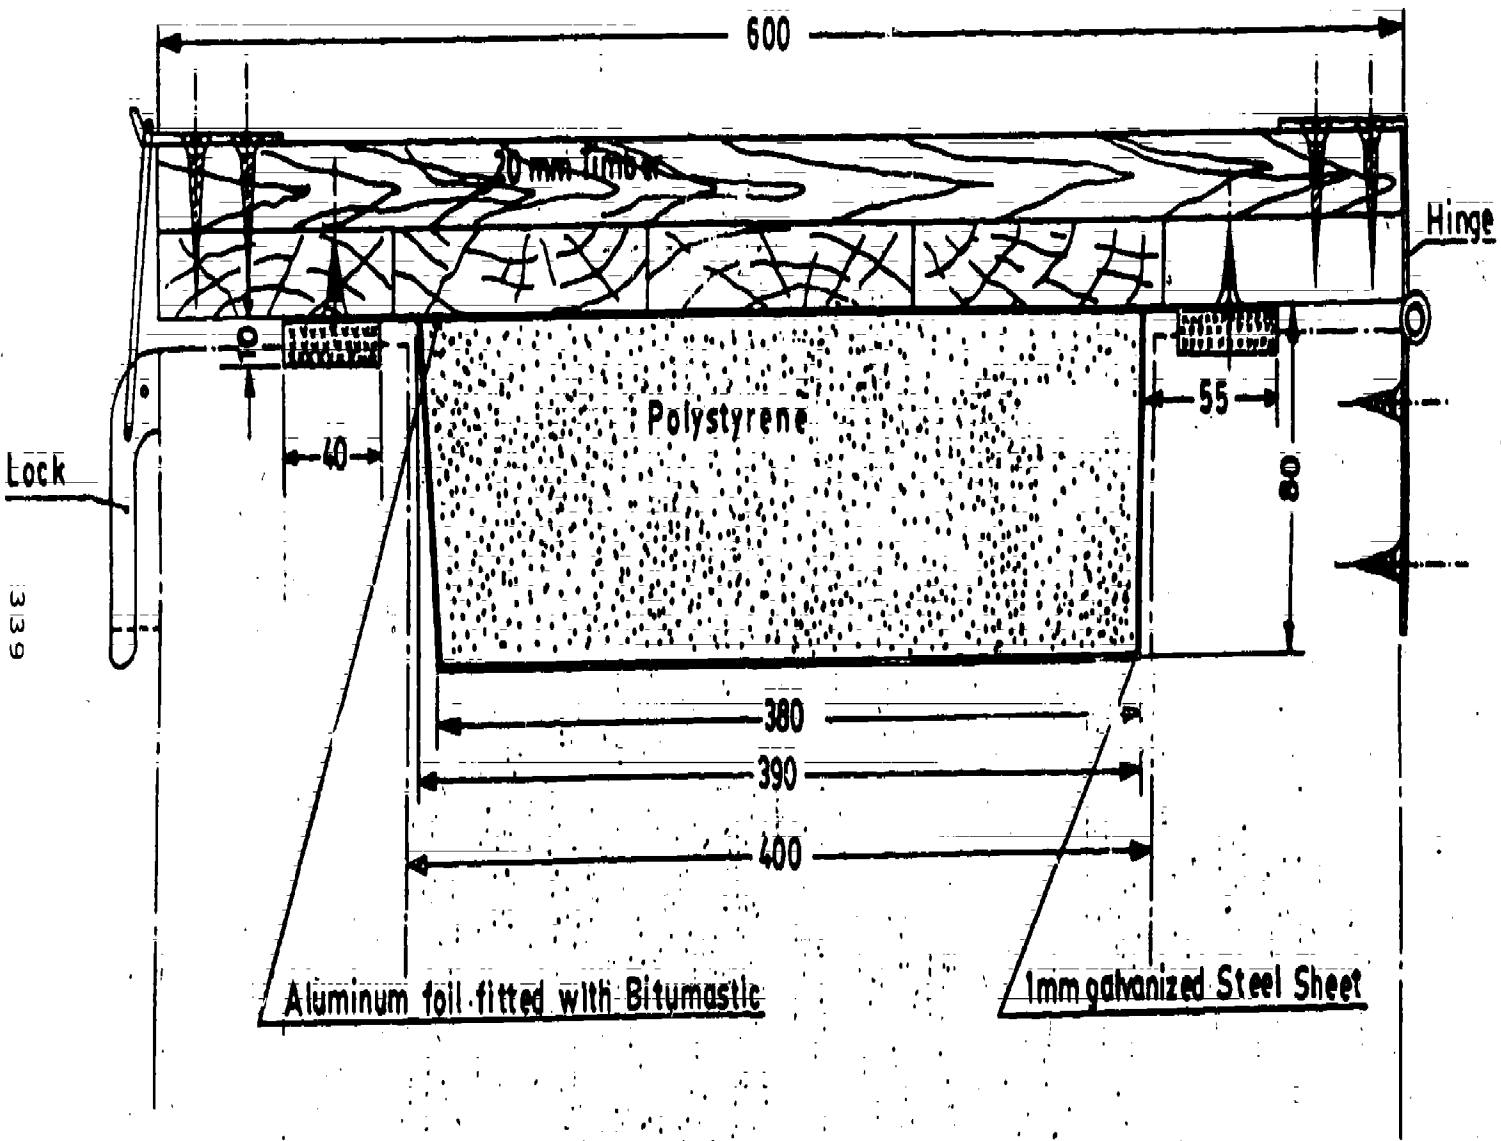 600
20 mm Timber
Hinge
10
Polystyrene
55
40
Lock
80
339
380
390
400
Aluminum foil fitted with Bitumastic
1mm galvanized Steel Sheet